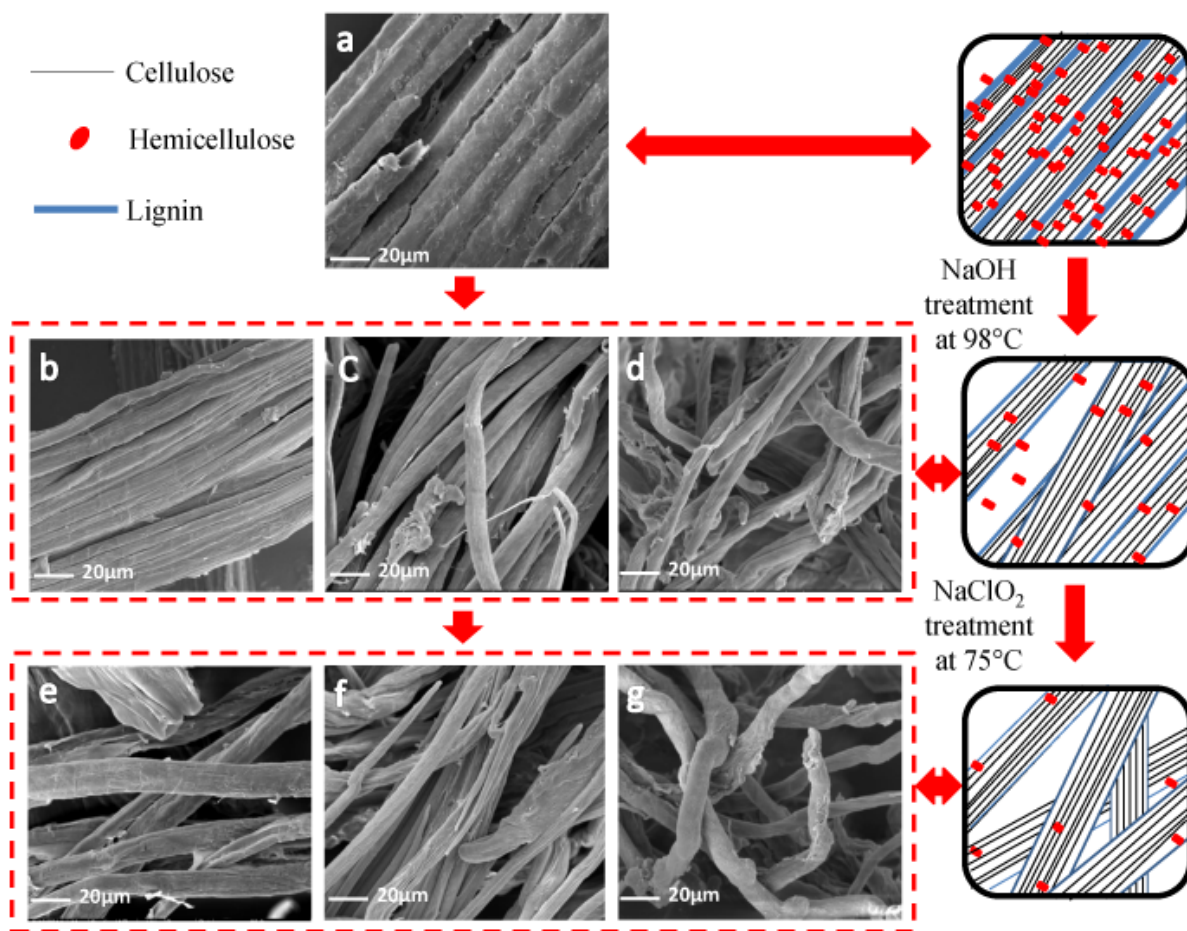 Cellulose
Hemicellulose
Lignin
a
20µm
NaOH
treatment
at 98°C
b
20µm
C
20µm
d
20µm
NaClO₂
treatment
at 75°C
e
20µm
f
20µm
g
20µm